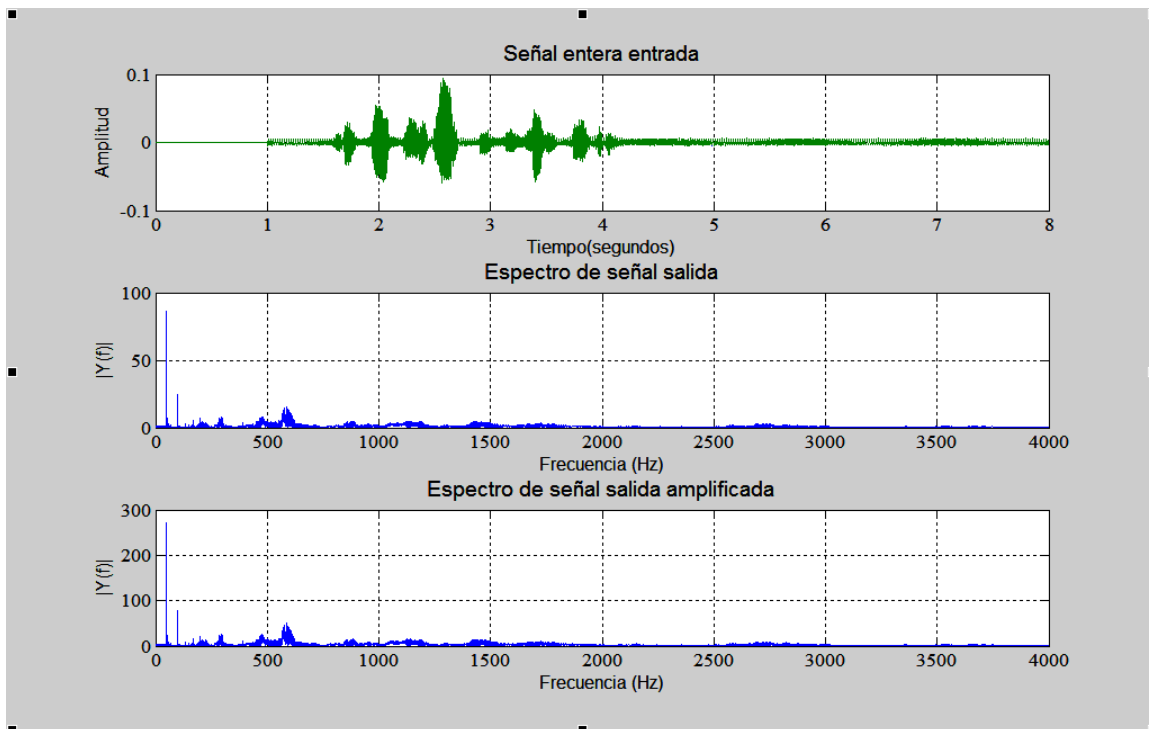 Señal entera entrada
Amplitud
0.1
0
-0.1
0 1 2 3 4 5 6 7 8
Tiempo(segundos)
Espectro de señal salida
|Y(f)|
100
50
0
0 500 1000 1500 2000 2500 3000 3500 4000
Frecuencia (Hz)
Espectro de señal salida amplificada
|Y(f)|
300
200
100
0
0 500 1000 1500 2000 2500 3000 3500 4000
Frecuencia (Hz)